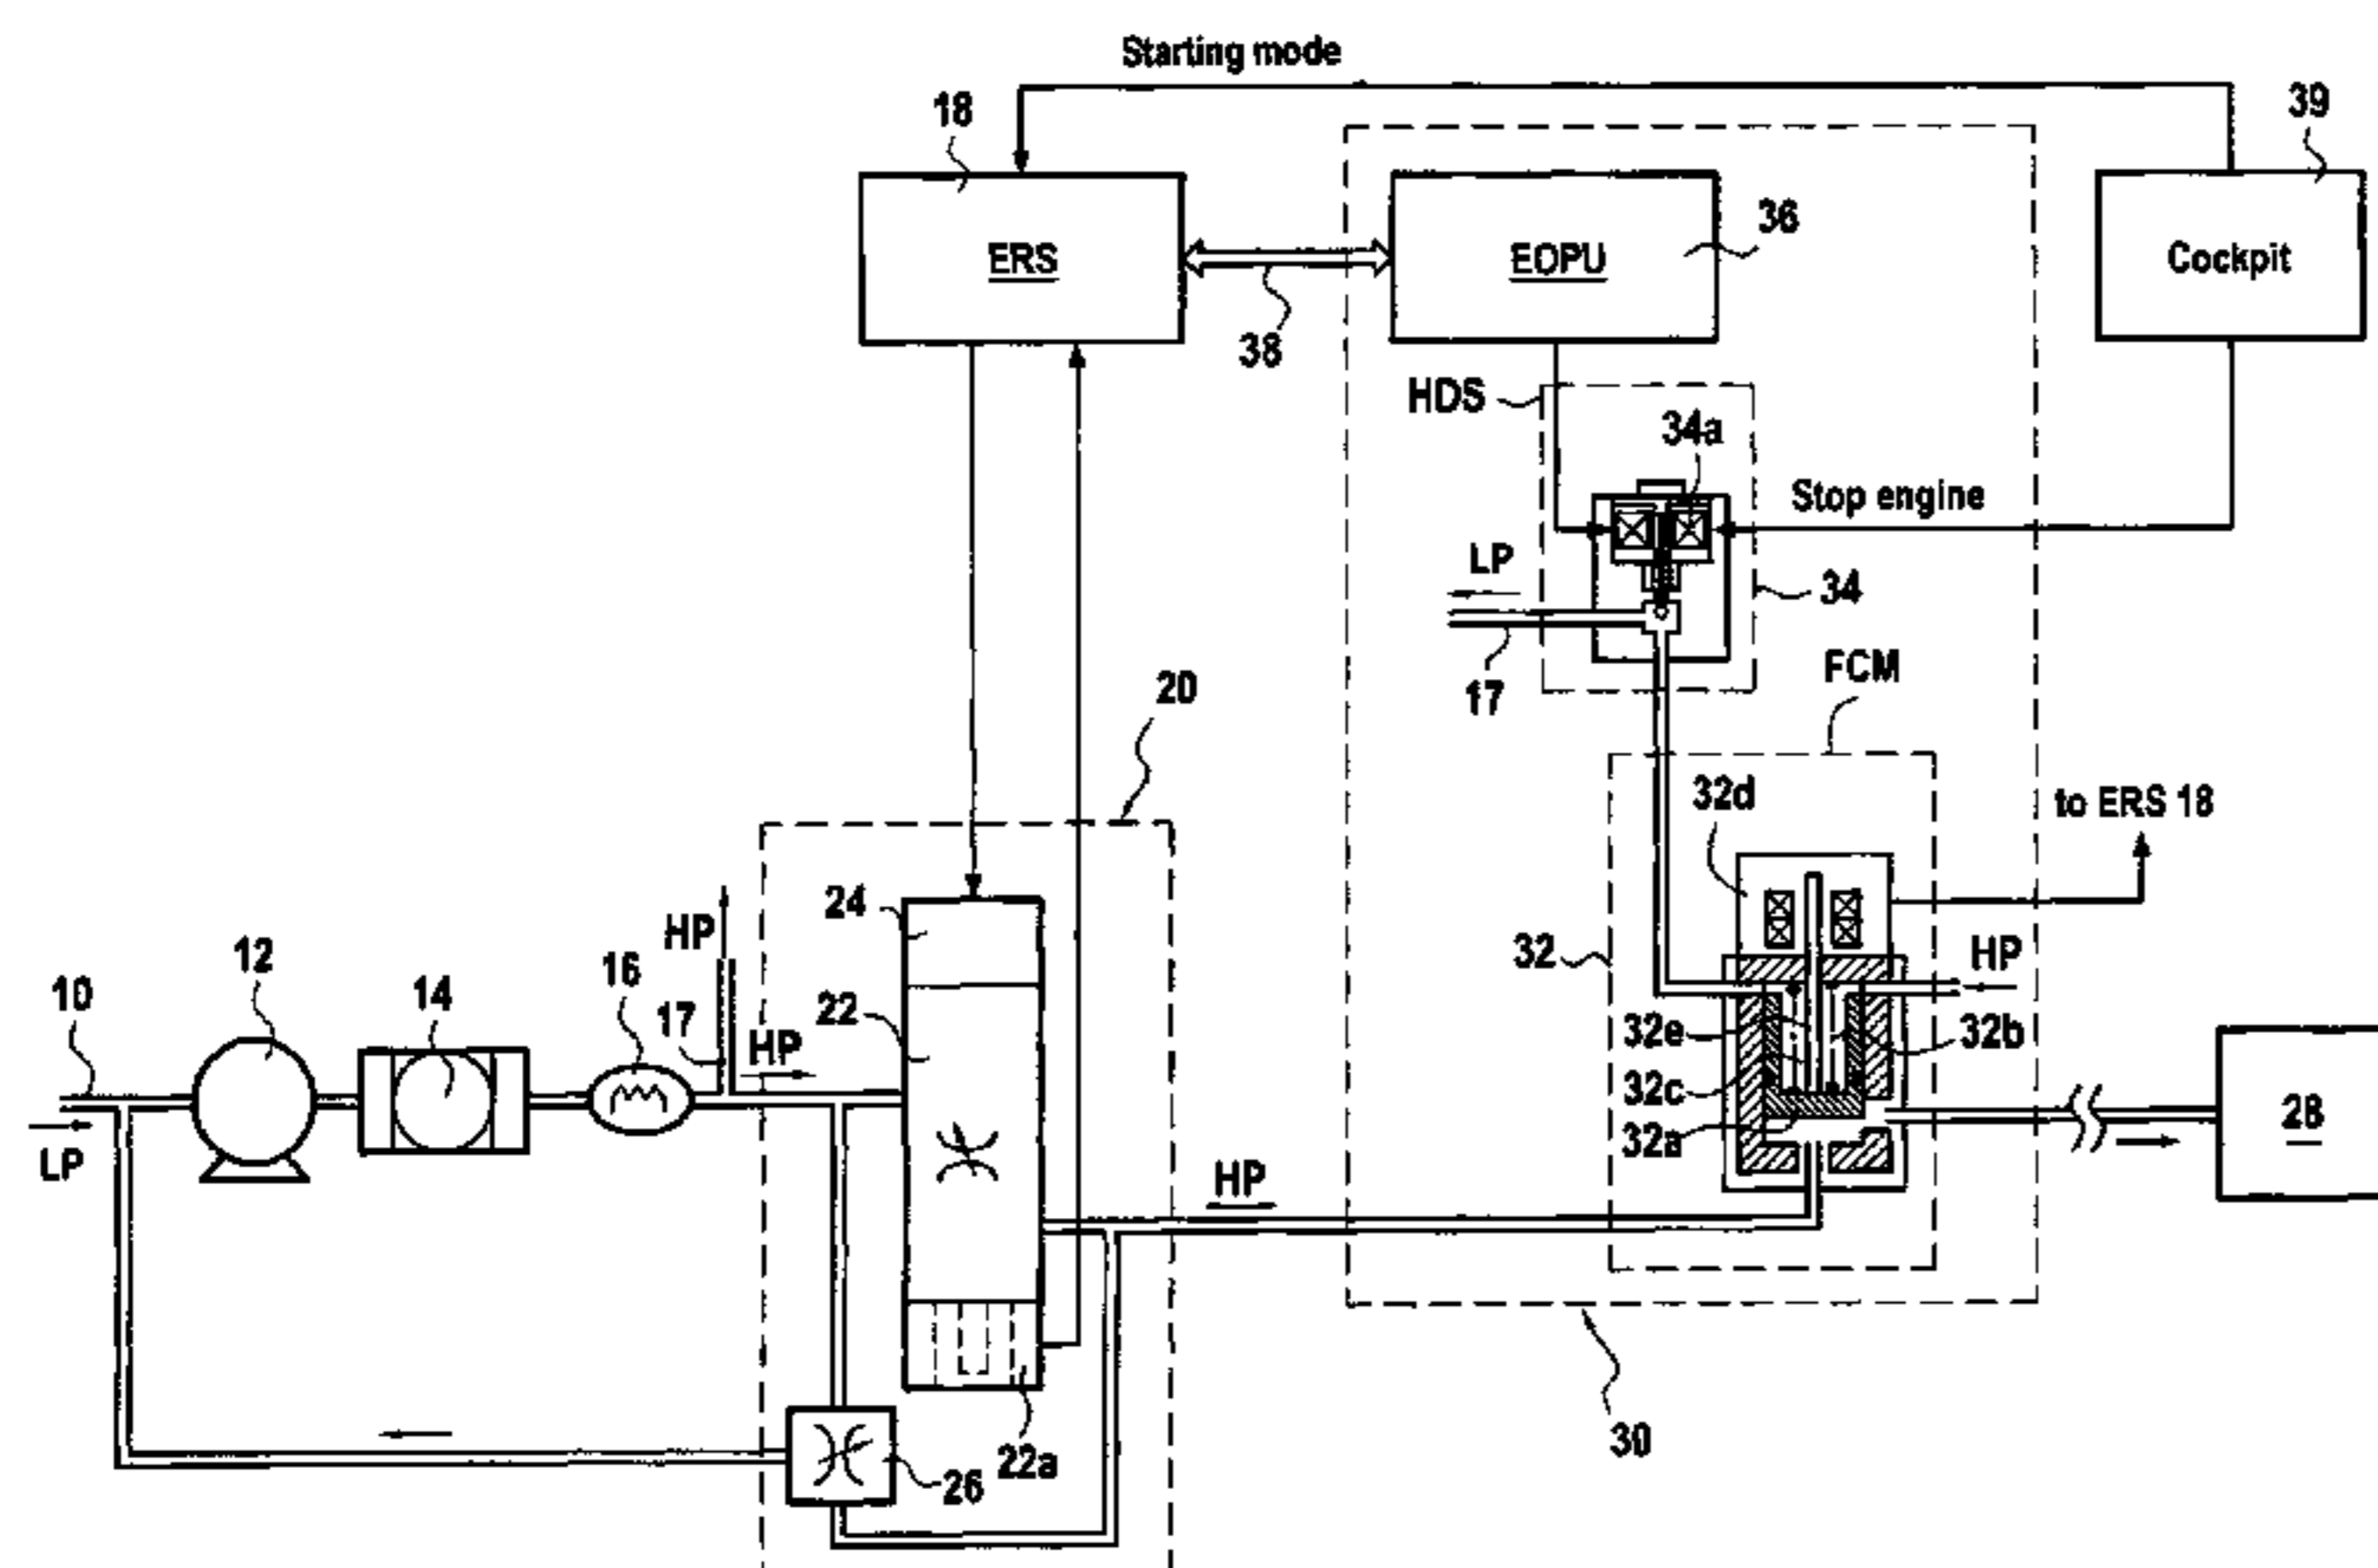 Starting mode
18
39
ERS
EOPU
36
Cockpit
38
HDS
34a
Stop engine
LP
34
17
FCM
20
32d
to ERS 18
24
HP
12
16
32
HP
10
14
17
HP
22
32e
32b
32c
28
LP
32a
HP
22a
26
30